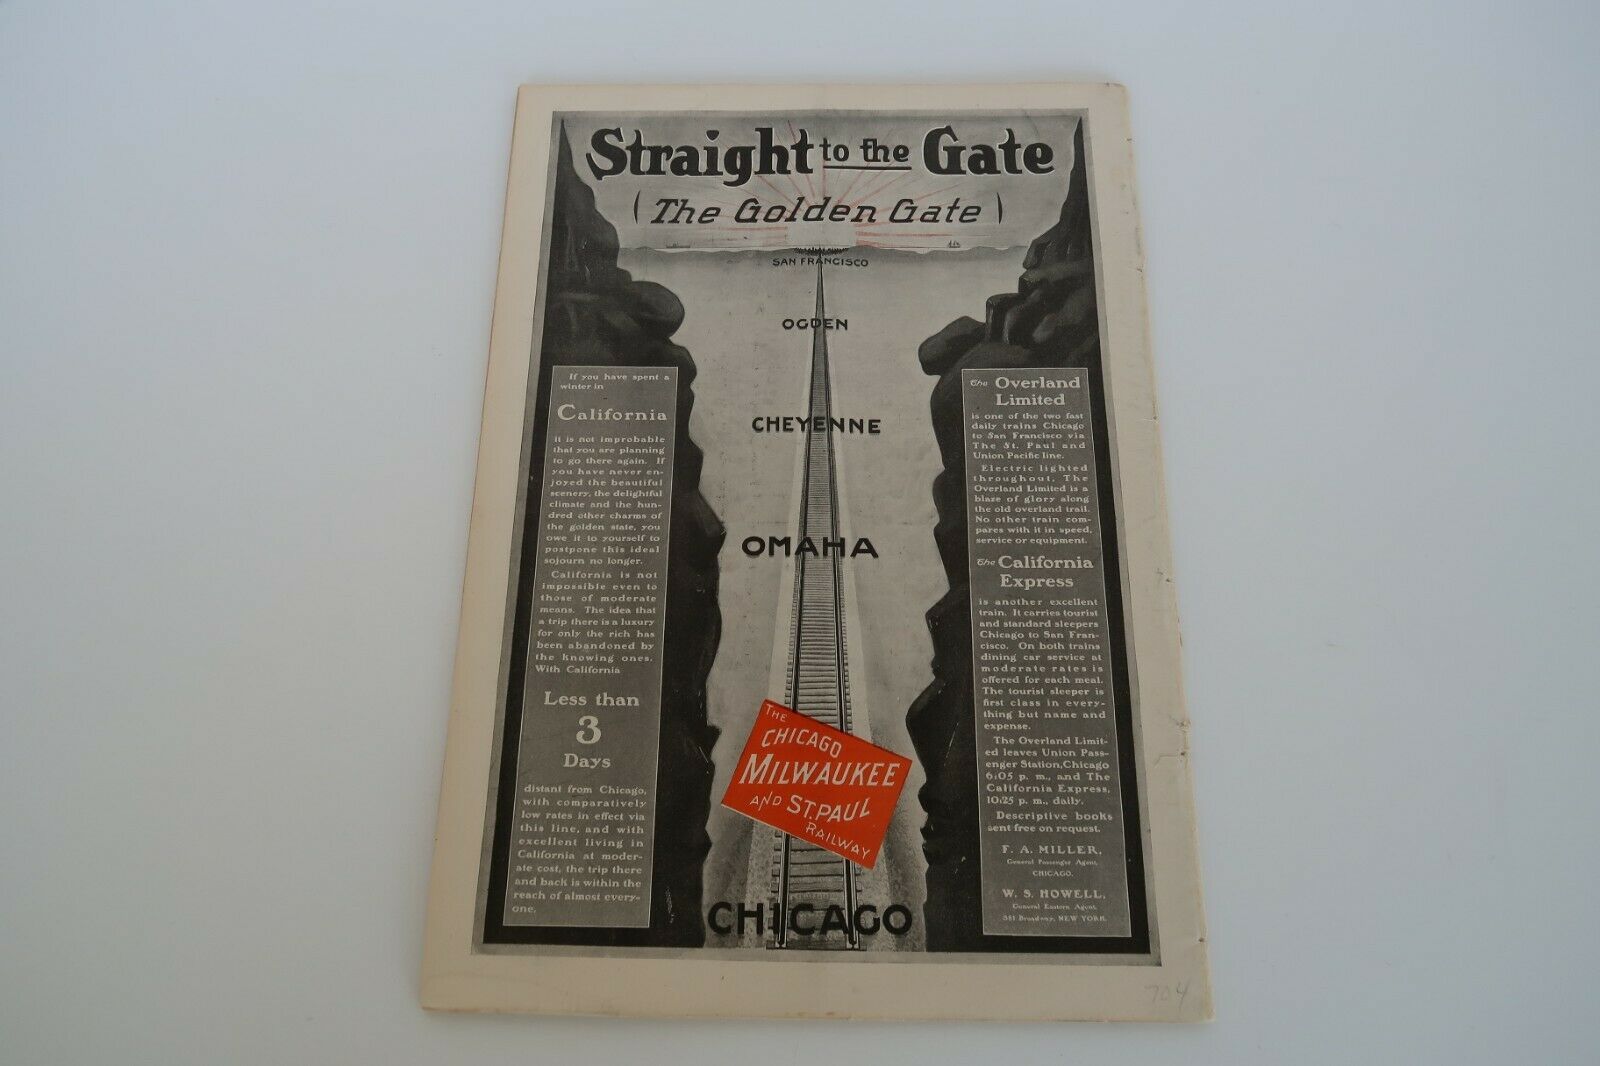 Straight to the Gate
(The Golden Gate)
SAN FRANCISCO
OGDEN
CHEYENNE
OMAHA
THE
CHICAGO
MILWAUKEE
AND ST. PAUL
RAILWAY
CHICAGO
If you have spent a
winter in
California
it is not improbable
that you are planning
to go there again. If
you have never en-
joyed the beautiful
scenery, the delightful
climate and the hun-
dred other charms of
the golden state, you
owe it to yourself to
postpone this ideal
sojourn no longer.
California is not
impossible even to
those of moderate
means. The idea that
a trip there is a luxury
for only the rich has
been abandoned by
the knowing ones.
With California
Less than
3
Days
distant from Chicago,
with comparatively
low rates in effect via
this line, and with
excellent living in
California at moder-
ate cost, the trip there
and back is within the
reach of almost every-
one.
The Overland
Limited
is one of the two fast
daily trains Chicago
to San Francisco via
The St. Paul and
Union Pacific line.
Electric lighted
throughout, The
Overland Limited is a
blaze of glory along
the old overland trail.
No other train com-
pares with it in speed,
service or equipment.
The California
Express
is another excellent
train. It carries tourist
and standard sleepers
Chicago to San Fran-
cisco. On both trains
dining car service at
moderate rates is
offered for each meal.
The tourist sleeper is
first class in every-
thing but name and
expense.
The Overland Limit-
ed leaves Union Pass-
enger Station, Chicago
6:05 p. m., and The
California Express,
10:25 p. m., daily.
Descriptive books
sent free on request.
F. A. MILLER,
General Passenger Agent,
CHICAGO.
W. S. HOWELL,
General Eastern Agent,
381 Broadway, NEW YORK.
704